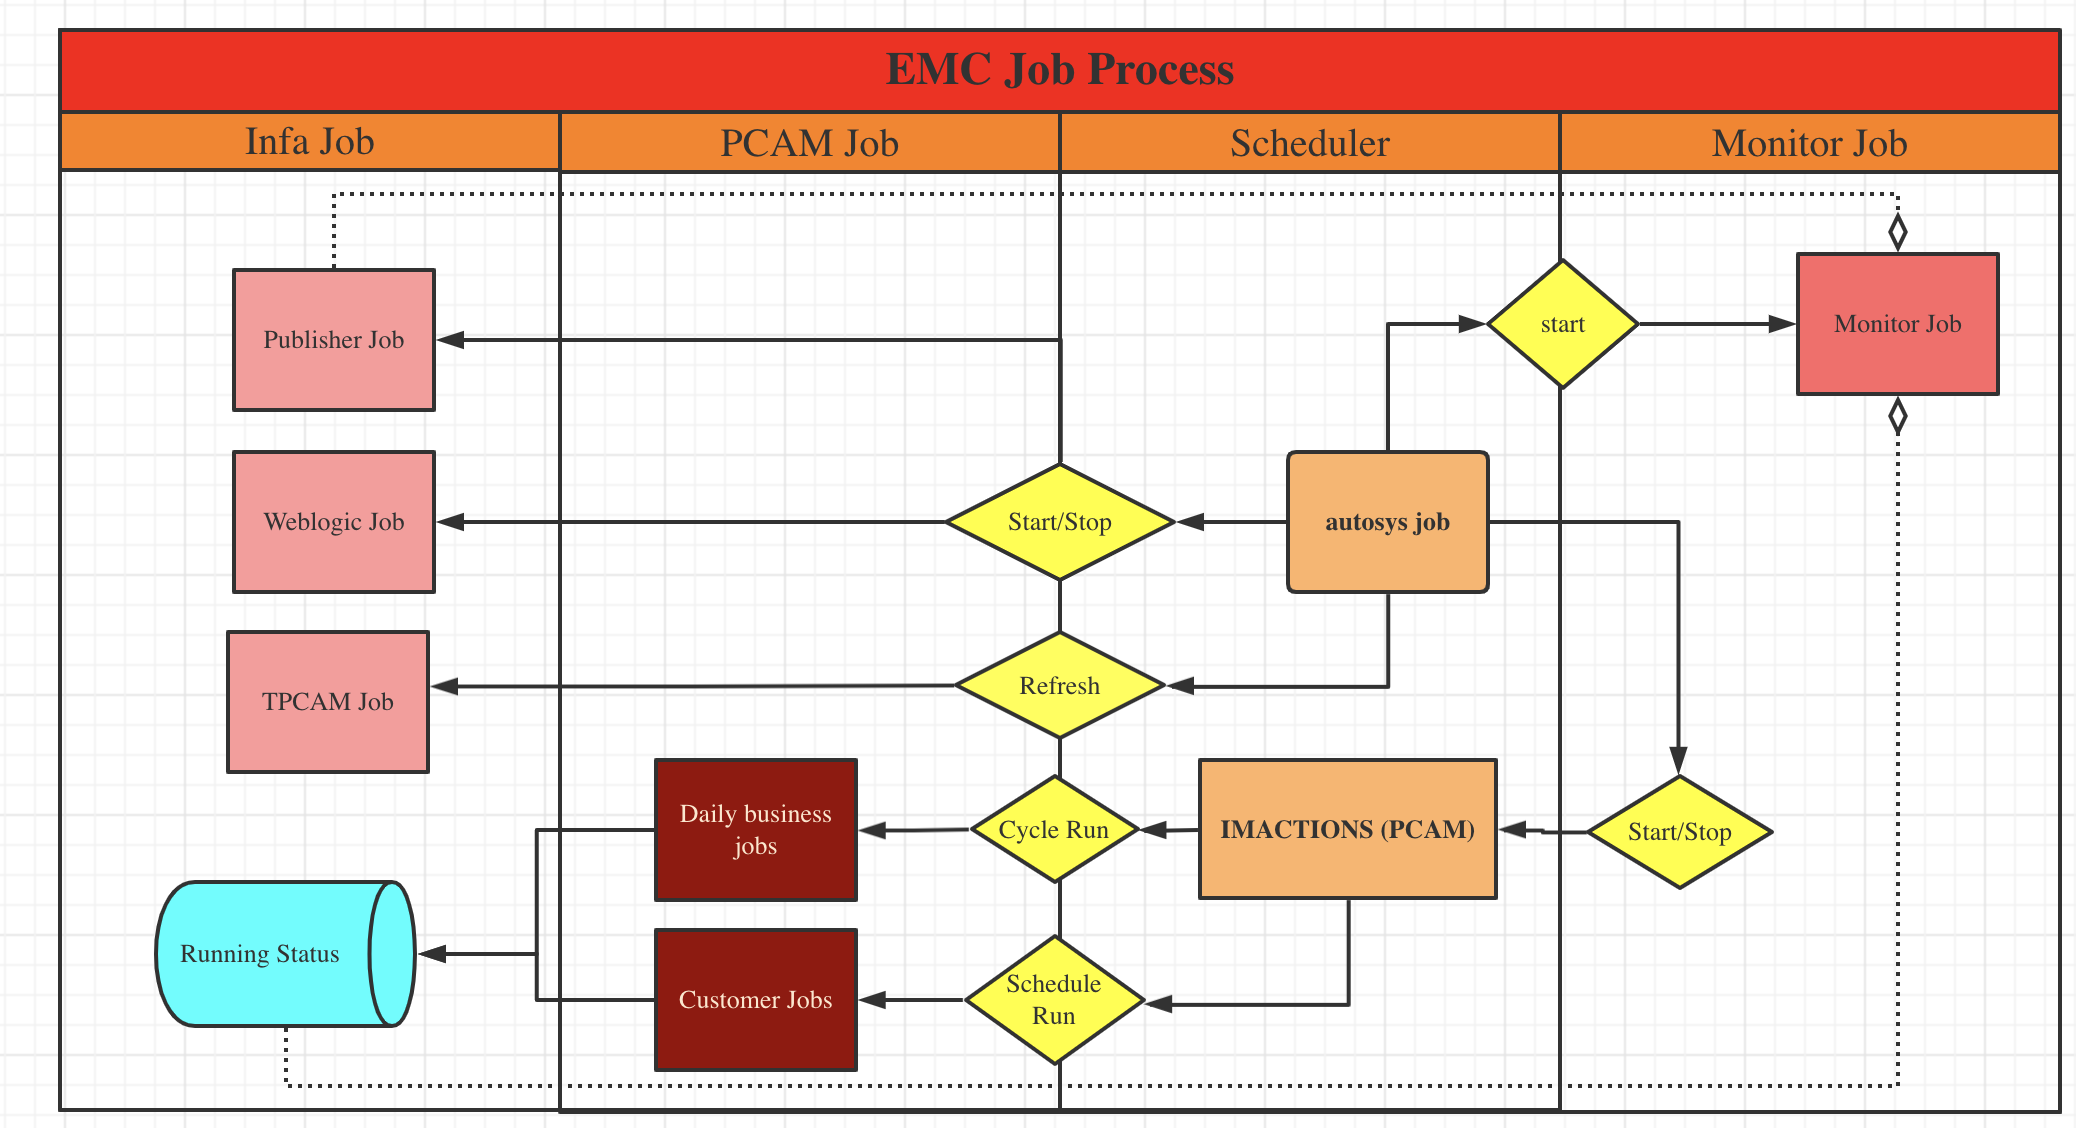 EMC Job Process
Infa Job
PCAM Job
Scheduler
Monitor Job
Publisher Job
start
Monitor Job
Weblogic Job
Start/Stop
autosys job
TPCAM Job
Refresh
Daily business
jobs
Cycle Run
IMACTIONS (PCAM)
Start/Stop
Running Status
Customer Jobs
Schedule
Run